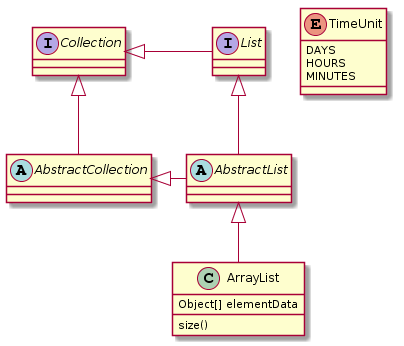 I Collection
I List
E TimeUnit
DAYS
HOURS
MINUTES
A AbstractCollection
A AbstractList
C ArrayList
Object[] elementData
size()